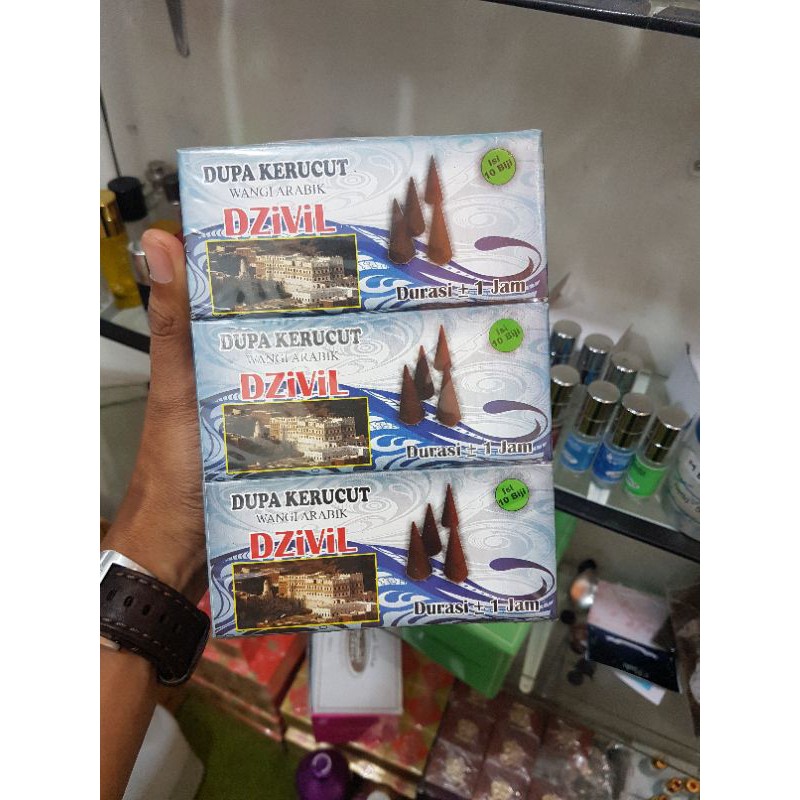 DUPA KERUCUT
WANGI ARABIK
DZiViL
Isi
10 Biji
Durasi ± 1 Jam
DUPA KERUCUT
WANGI ARABIK
DZiViL
Isi
10 Biji
Durasi ± 1 Jam
DUPA KERUCUT
WANGI ARABIK
DZiViL
Isi
10 Biji
Durasi ± 1 Jam